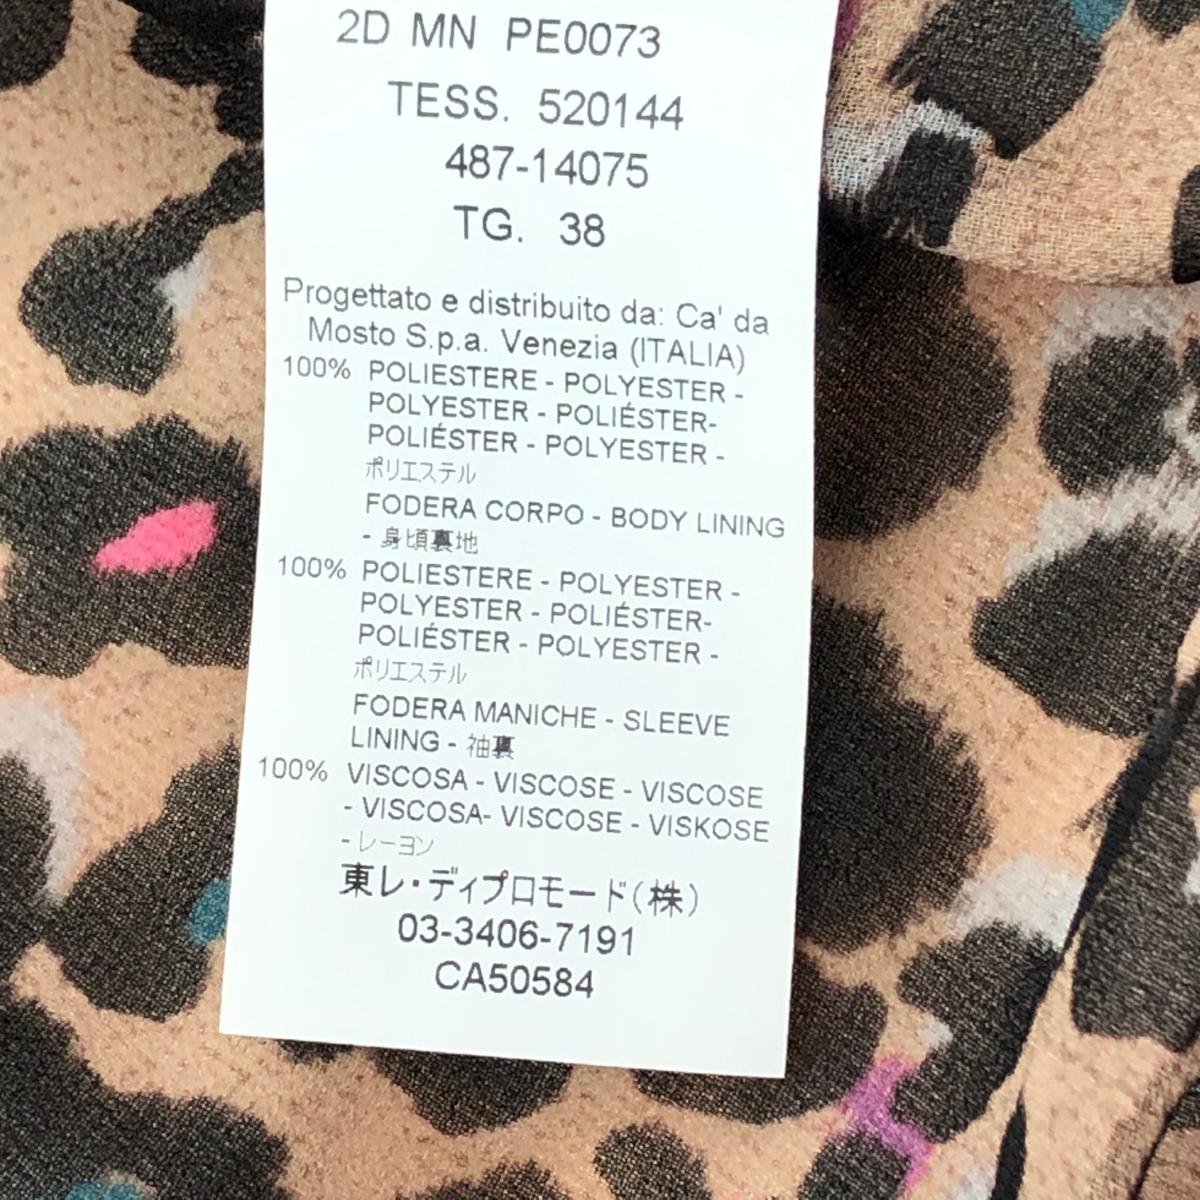 2D MN PE0073
TESS. 520144
487-14075
TG. 38
Progettato e distribuito da: Ca' da
Mosto S.p.a. Venezia (ITALIA)
100% POLIESTERE - POLYESTER -
POLYESTER - POLIÉSTER-
POLIÉSTER - POLYESTER -
ポリエステル
FODERA CORPO - BODY LINING
- 身頃裏地
100% POLIESTERE - POLYESTER -
POLYESTER - POLIÉSTER-
POLIÉSTER - POLYESTER -
ポリエステル
FODERA MANICHE - SLEEVE
LINING - 袖裏
100% VISCOSA - VISCOSE - VISCOSE
- VISCOSA- VISCOSE - VISKOSE
- レーヨン
東レ・ディプロモード(株)
03-3406-7191
CA50584